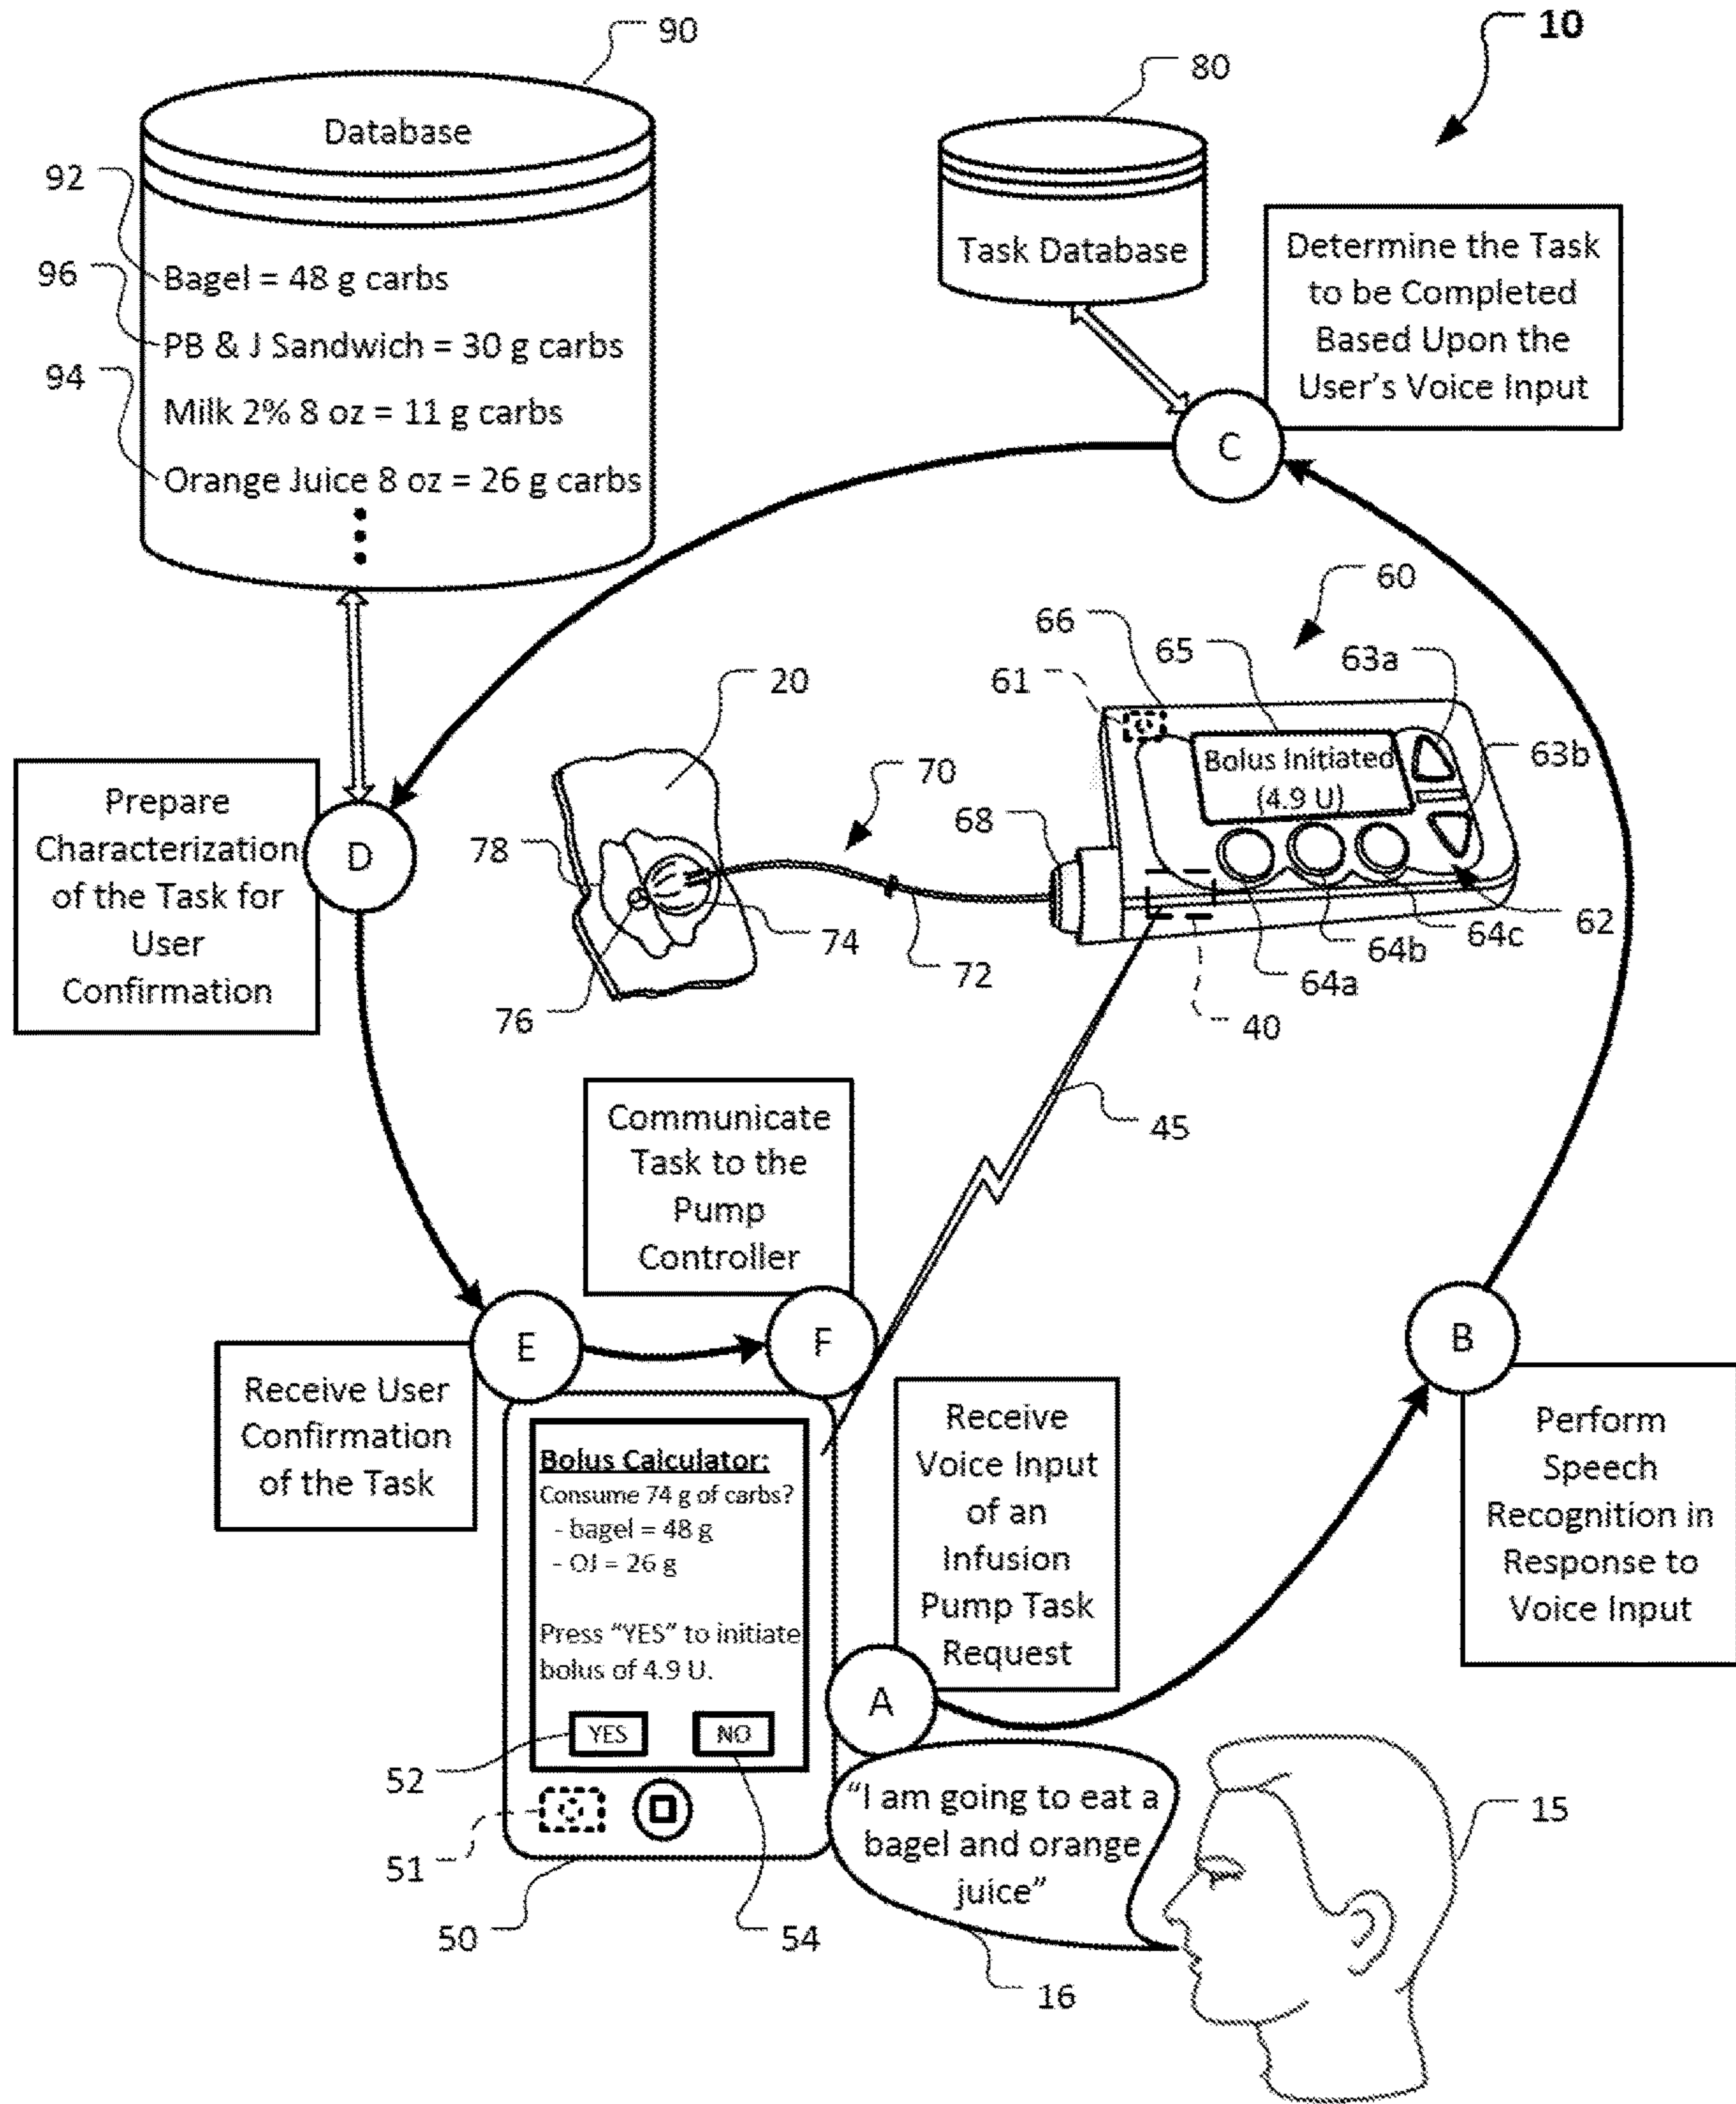 10
90
80
Database
92
Bagel = 48 g carbs
96
PB & J Sandwich = 30 g carbs
94
Milk 2% 8 oz = 11 g carbs
Orange Juice 8 oz = 26 g carbs
Task Database
Determine the Task
to be Completed
Based Upon the
User's Voice Input
C
60
66
65
63a
61
20
63b
70
Bolus Initiated
(4.9 U)
68
Prepare
Characterization
of the Task for
User
Confirmation
D
78
74
72
76
64a
64b
64c
62
40
Communicate
Task to the
Pump
Controller
45
E
F
B
Receive User
Confirmation
of the Task
Receive
Voice Input
of an
Infusion
Pump Task
Request
Perform
Speech
Recognition in
Response to
Voice Input
Bolus Calculator:
Consume 74 g of carbs?
- bagel = 48 g
- OJ = 26 g
Press "YES" to initiate
bolus of 4.9 U.
YES
NO
A
52
51
50
54
"I am going to eat a
bagel and orange
juice"
15
16